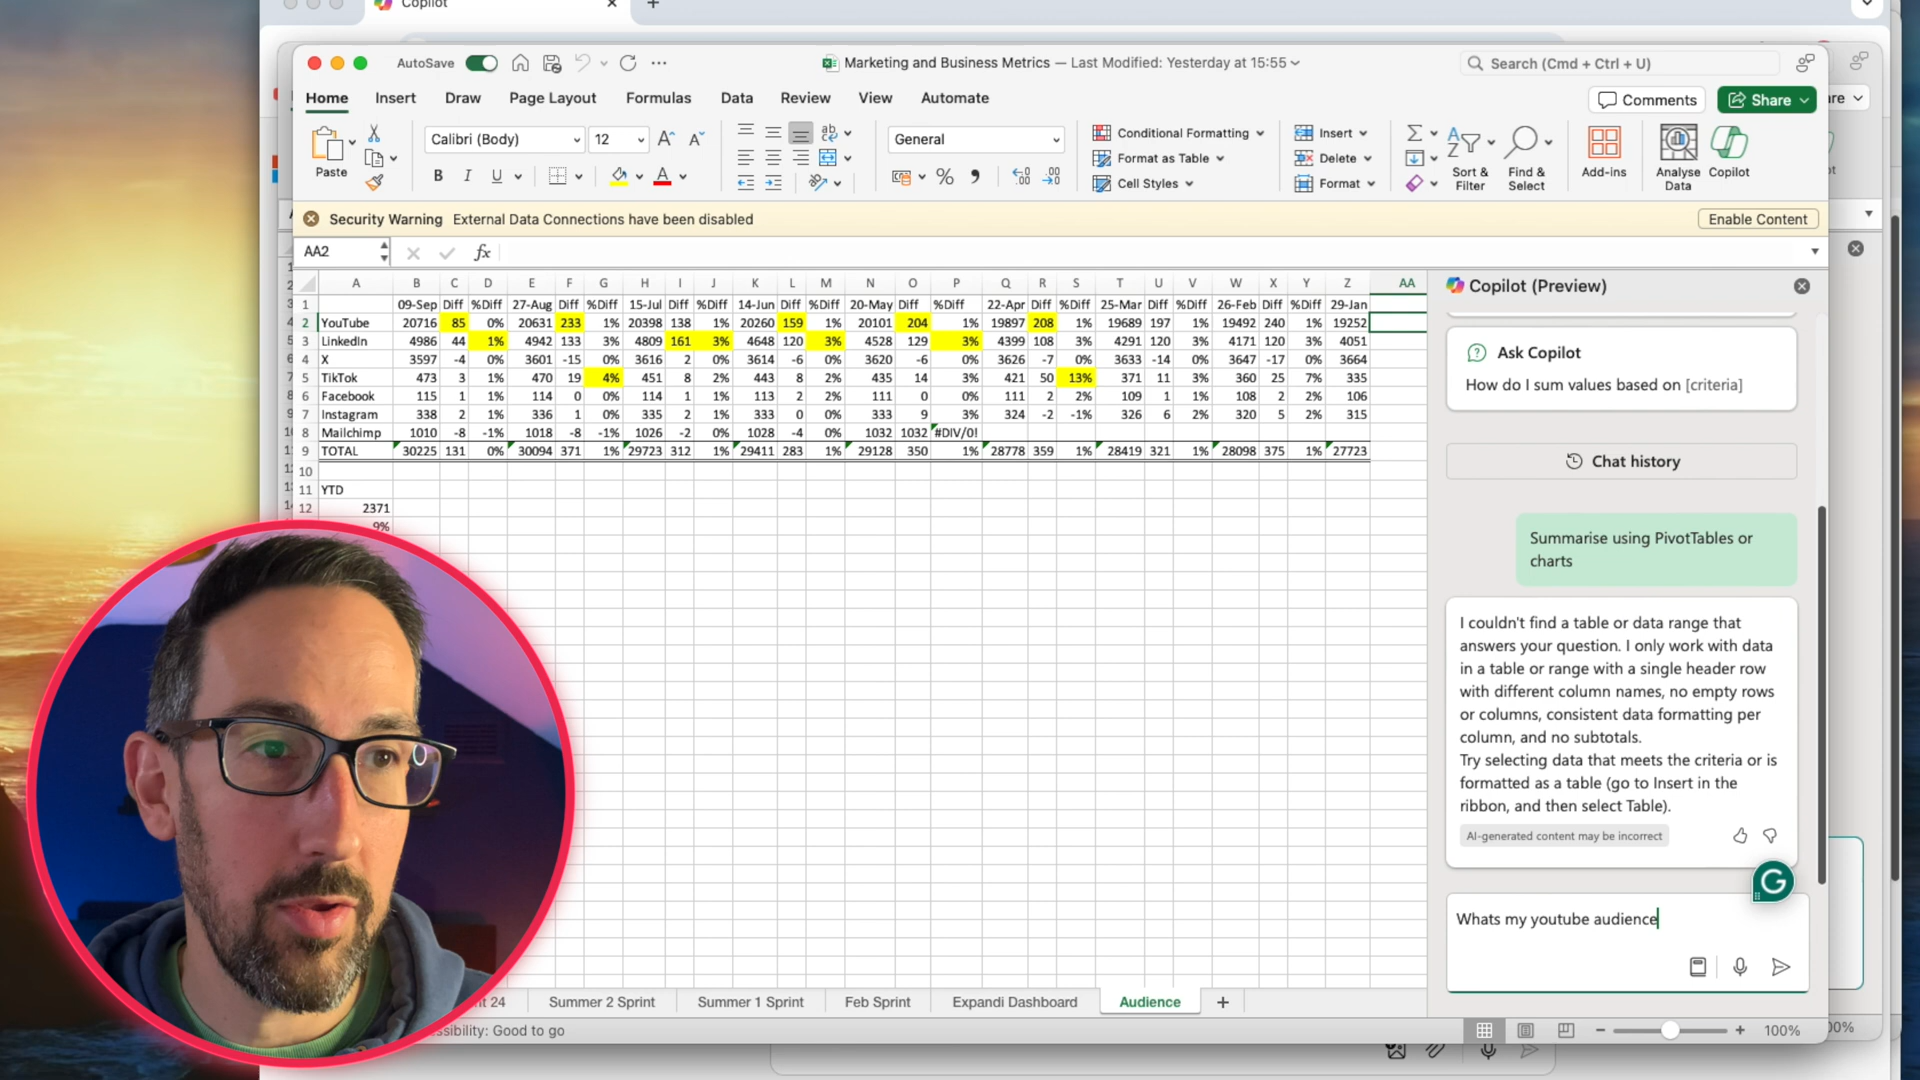 Copilot
AutoSave
Marketing and Business Metrics — Last Modified: Yesterday at 15:55
Search (Cmd + Ctrl + U)
Home Insert Draw Page Layout Formulas Data Review View Automate
Comments Share
Paste
Calibri (Body) 12
B I U
General
Conditional Formatting
Format as Table
Cell Styles
Insert
Delete
Format
Sort & Filter
Find & Select
Add-ins
Analyse Data
Copilot
Security Warning External Data Connections have been disabled
Enable Content
AA2 fx
A B C D E F G H I J K L M N O P Q R S T U V W X Y Z AA
1 09-Sep Diff %Diff 27-Aug Diff %Diff 15-Jul Diff %Diff 14-Jun Diff %Diff 20-May Diff %Diff 22-Apr Diff %Diff 25-Mar Diff %Diff 26-Feb Diff %Diff 29-Jan
2 YouTube 20716 85 0% 20631 233 1% 20398 138 1% 20260 159 1% 20101 204 1% 19897 208 1% 19689 197 1% 19492 240 1% 19252
3 LinkedIn 4986 44 1% 4942 133 3% 4809 161 3% 4648 120 3% 4528 129 3% 4399 108 3% 4291 120 3% 4171 120 3% 4051
4 X 3597 -4 0% 3601 -15 0% 3616 2 0% 3614 -6 0% 3620 -6 0% 3626 -7 0% 3633 -14 0% 3647 -17 0% 3664
5 TikTok 473 3 1% 470 19 4% 451 8 2% 443 8 2% 435 14 3% 421 50 13% 371 11 3% 360 25 7% 335
6 Facebook 115 1 1% 114 0 0% 114 1 1% 113 2 2% 111 0 0% 111 2 2% 109 1 1% 108 2 2% 106
7 Instagram 338 2 1% 336 1 0% 335 2 1% 333 0 0% 333 9 3% 324 -2 -1% 326 6 2% 320 5 2% 315
8 Mailchimp 1010 -8 -1% 1018 -8 -1% 1026 -2 0% 1028 -4 0% 1032 1032 #DIV/0!
9 TOTAL 30225 131 0% 30094 371 1% 29723 312 1% 29411 283 1% 29128 350 1% 28778 359 1% 28419 321 1% 28098 375 1% 27723
10
11 YTD
12 2371
9%
Copilot (Preview)
Ask Copilot
How do I sum values based on [criteria]
Chat history
Summarise using PivotTables or
charts
I couldn't find a table or data range that
answers your question. I only work with data
in a table or range with a single header row
with different column names, no empty rows
or columns, consistent data formatting per
column, and no subtotals.
Try selecting data that meets the criteria or is
formatted as a table (go to Insert in the
ribbon, and then select Table).
AI-generated content may be incorrect
Whats my youtube audience
24 Summer 2 Sprint Summer 1 Sprint Feb Sprint Expandi Dashboard Audience
Good to go
100%